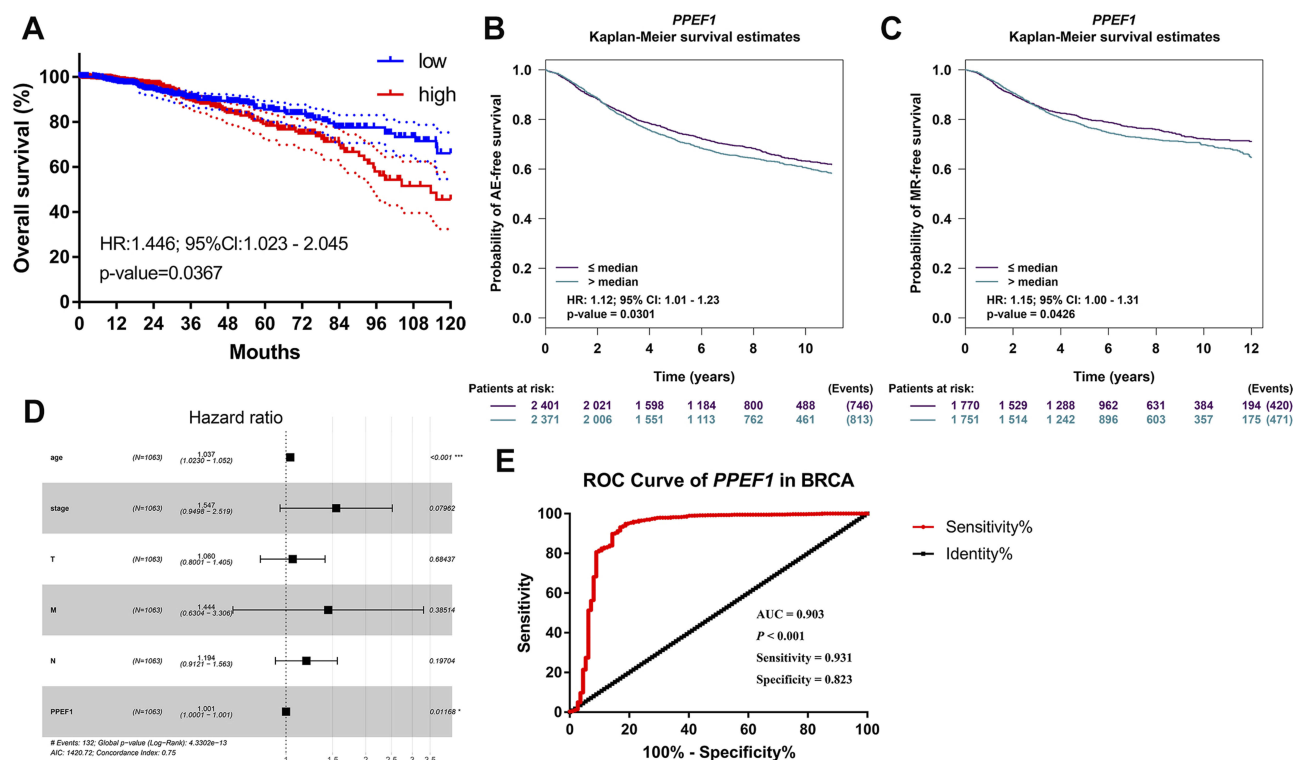 A
low
high
Overall survival (%)
100
80
60
40
20
0
HR:1.446; 95%CI:1.023 - 2.045
p-value=0.0367
0 12 24 36 48 60 72 84 96 108 120
Mouths
B
PPEF1
Kaplan-Meier survival estimates
Probability of AE-free survival
1.0
0.8
0.6
0.4
0.2
0.0
≤ median
> median
HR: 1.12; 95% CI: 1.01 - 1.23
p-value = 0.0301
0 2 4 6 8 10
Time (years)
Patients at risk: (Events)
2 401 2 021 1 598 1 184 800 488 (746)
2 371 2 006 1 551 1 113 762 461 (813)
C
PPEF1
Kaplan-Meier survival estimates
Probability of MR-free survival
1.0
0.8
0.6
0.4
0.2
0.0
≤ median
> median
HR: 1.15; 95% CI: 1.00 - 1.31
p-value = 0.0426
0 2 4 6 8 10 12
Time (years)
Patients at risk: (Events)
1 770 1 529 1 288 962 631 384 194 (420)
1 751 1 514 1 242 896 603 357 175 (471)
D
Hazard ratio
age (N=1063) 1.037 <0.001 ***
(1.0230 − 1.052)
stage (N=1063) 1.547 0.07962
(0.9498 − 2.519)
T (N=1063) 1.060 0.68437
(0.8001 − 1.405)
M (N=1063) 1.444 0.38514
(0.6304 − 3.306)
N (N=1063) 1.194 0.19704
(0.9121 − 1.563)
PPEF1 (N=1063) 1.001 0.01168 *
(1.0001 − 1.001)
# Events: 132; Global p-value (Log-Rank): 4.3302e-13
AIC: 1420.72; Concordance Index: 0.75
1 1.5 2 2.5 3 3.5
E
ROC Curve of PPEF1 in BRCA
Sensitivity
100
80
60
40
20
0
Sensitivity%
Identity%
AUC = 0.903
P < 0.001
Sensitivity = 0.931
Specificity = 0.823
0 20 40 60 80 100
100% - Specificity%